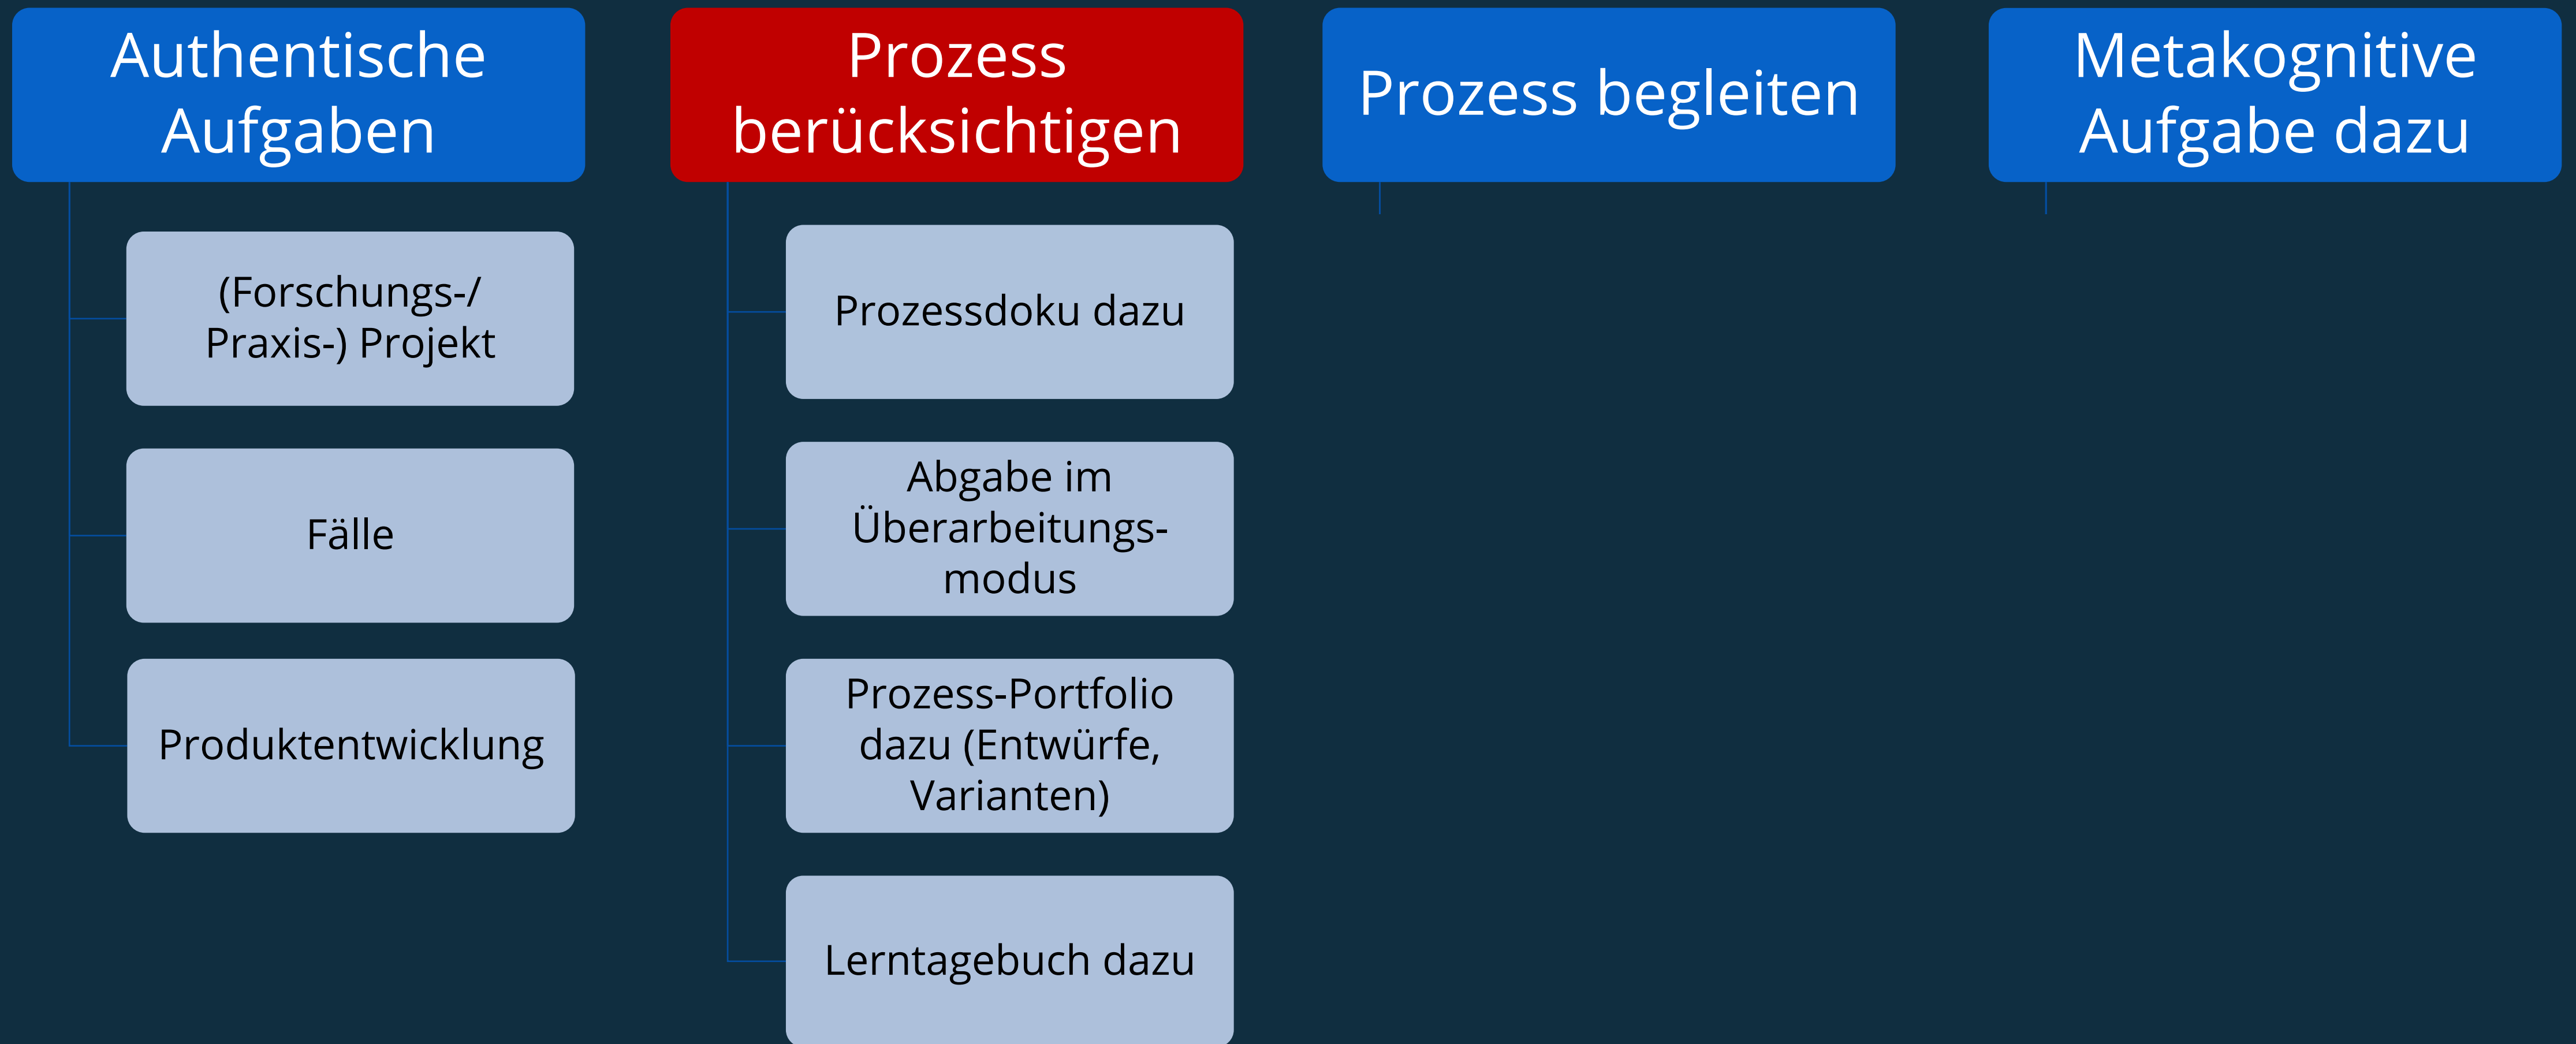 Authentische
Aufgaben
(Forschungs-/
Praxis-) Projekt
Fälle
Produktentwicklung
Prozess
berücksichtigen
Prozessdoku dazu
Abgabe im
Überarbeitungs-
modus
Prozess-Portfolio
dazu (Entwürfe,
Varianten)
Lerntagebuch dazu
Prozess begleiten
Metakognitive
Aufgabe dazu